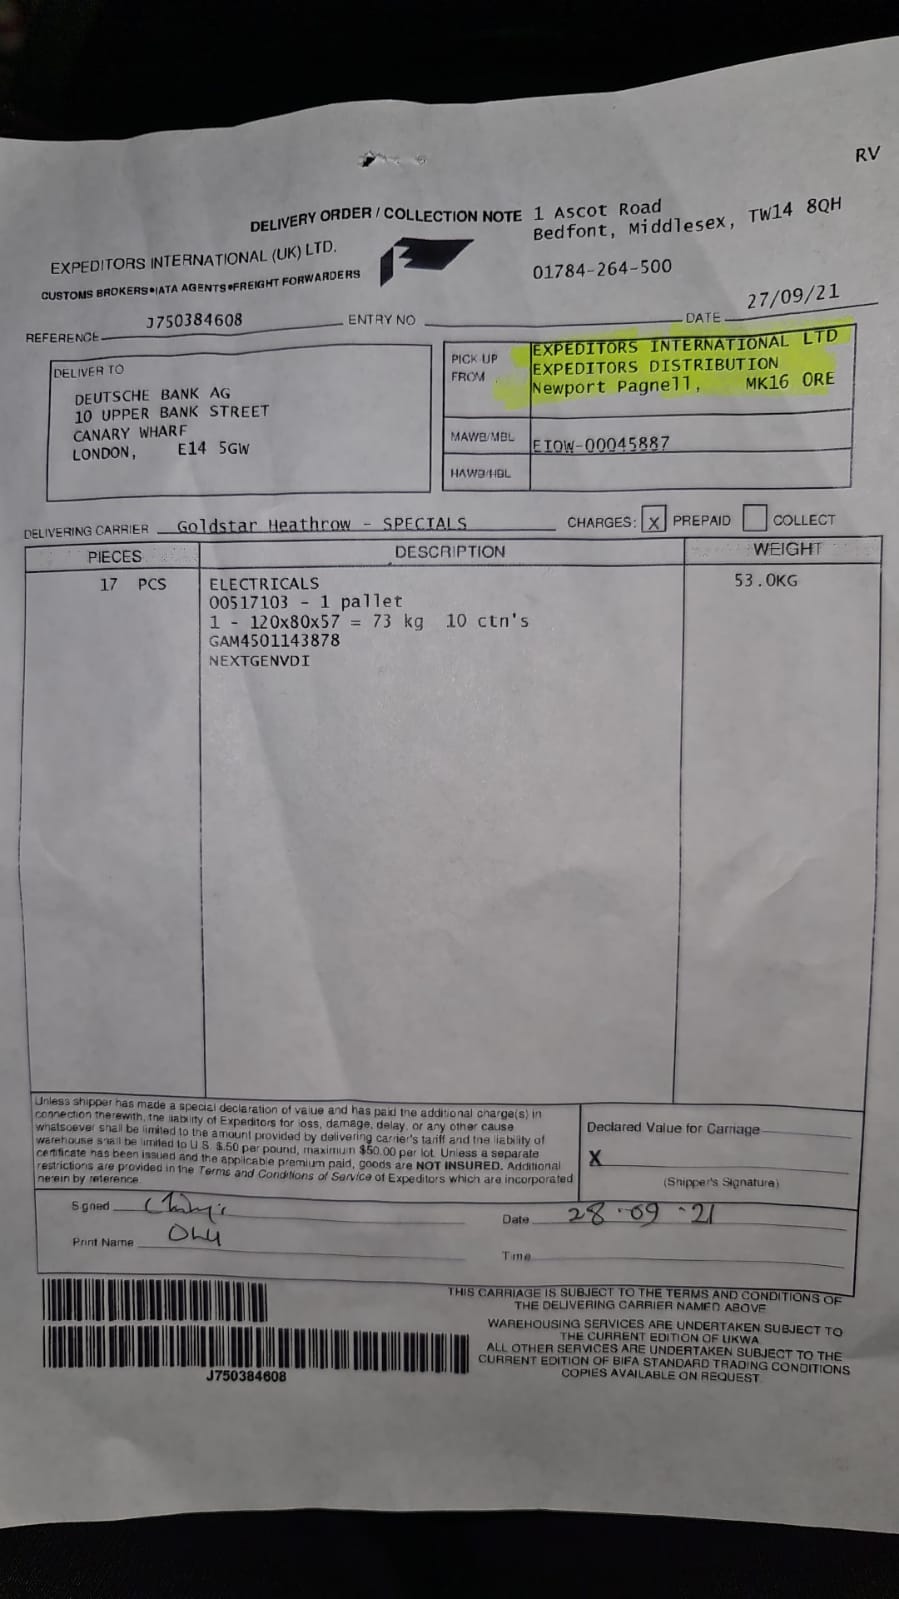 RV
DELIVERY ORDER / COLLECTION NOTE 1 Ascot Road
Bedfont, Middlesex, TW14 8QH
EXPEDITORS INTERNATIONAL (UK) LTD.
CUSTOMS BROKERS•IATA AGENTS•FREIGHT FORWARDERS
01784-264-500
REFERENCE J750384608 ENTRY NO DATE 27/09/21
DELIVER TO
DEUTSCHE BANK AG
10 UPPER BANK STREET
CANARY WHARF
LONDON, E14 5GW
PICK UP FROM
EXPEDITORS INTERNATIONAL LTD
EXPEDITORS DISTRIBUTION
Newport Pagnell, MK16 0RE
MAWB/MBL EIOW-00045887
HAWB/HBL
DELIVERING CARRIER Goldstar Heathrow - SPECIALS CHARGES: X PREPAID COLLECT
PIECES DESCRIPTION WEIGHT
17 PCS ELECTRICALS 53.0KG
00517103 - 1 pallet
1 - 120x80x57 = 73 kg 10 ctn's
GAM4501143878
NEXTGENVDI
Unless shipper has made a special declaration of value and has paid the additional charge(s) in
connection therewith, the liability of Expeditors for loss, damage, delay, or any other cause
whatsoever shall be limited to the amount provided by delivering carrier's tariff and the liability of
warehouse shall be limited to U.S. $.50 per pound, maximum $50.00 per lot. Unless a separate
certificate has been issued and the applicable premium paid, goods are NOT INSURED. Additional
restrictions are provided in the Terms and Conditions of Service of Expeditors which are incorporated
herein by reference.
Declared Value for Carriage
X
(Shipper's Signature)
Signed
Date 28.09.21
Print Name OLU
Time
THIS CARRIAGE IS SUBJECT TO THE TERMS AND CONDITIONS OF
THE DELIVERING CARRIER NAMED ABOVE
WAREHOUSING SERVICES ARE UNDERTAKEN SUBJECT TO
THE CURRENT EDITION OF UKWA
ALL OTHER SERVICES ARE UNDERTAKEN SUBJECT TO THE
CURRENT EDITION OF BIFA STANDARD TRADING CONDITIONS
COPIES AVAILABLE ON REQUEST
J750384608